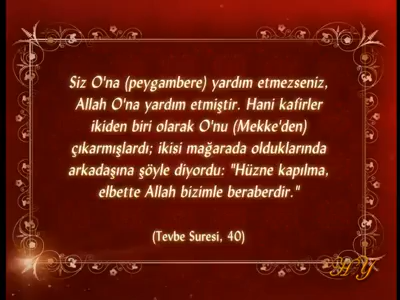 Siz O'na (peygambere) yardım etmezseniz,
Allah O'na yardım etmiştir. Hani kafirler
ikiden biri olarak O'nu (Mekke'den)
çıkarmışlardı; ikisi mağarada olduklarında
arkadaşına şöyle diyordu: "Hüzne kapılma,
elbette Allah bizimle beraberdir."
(Tevbe Suresi, 40)
HY